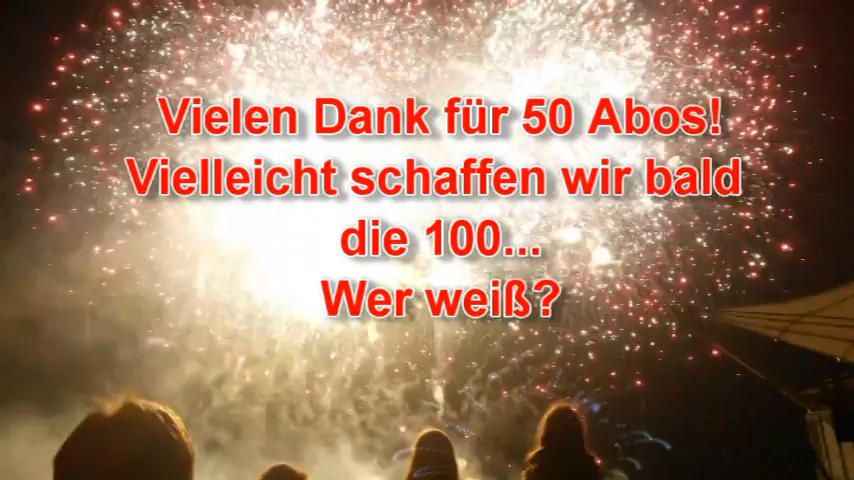 Vielen Dank für 50 Abos!
Vielleicht schaffen wir bald
die 100...
Wer weiß?